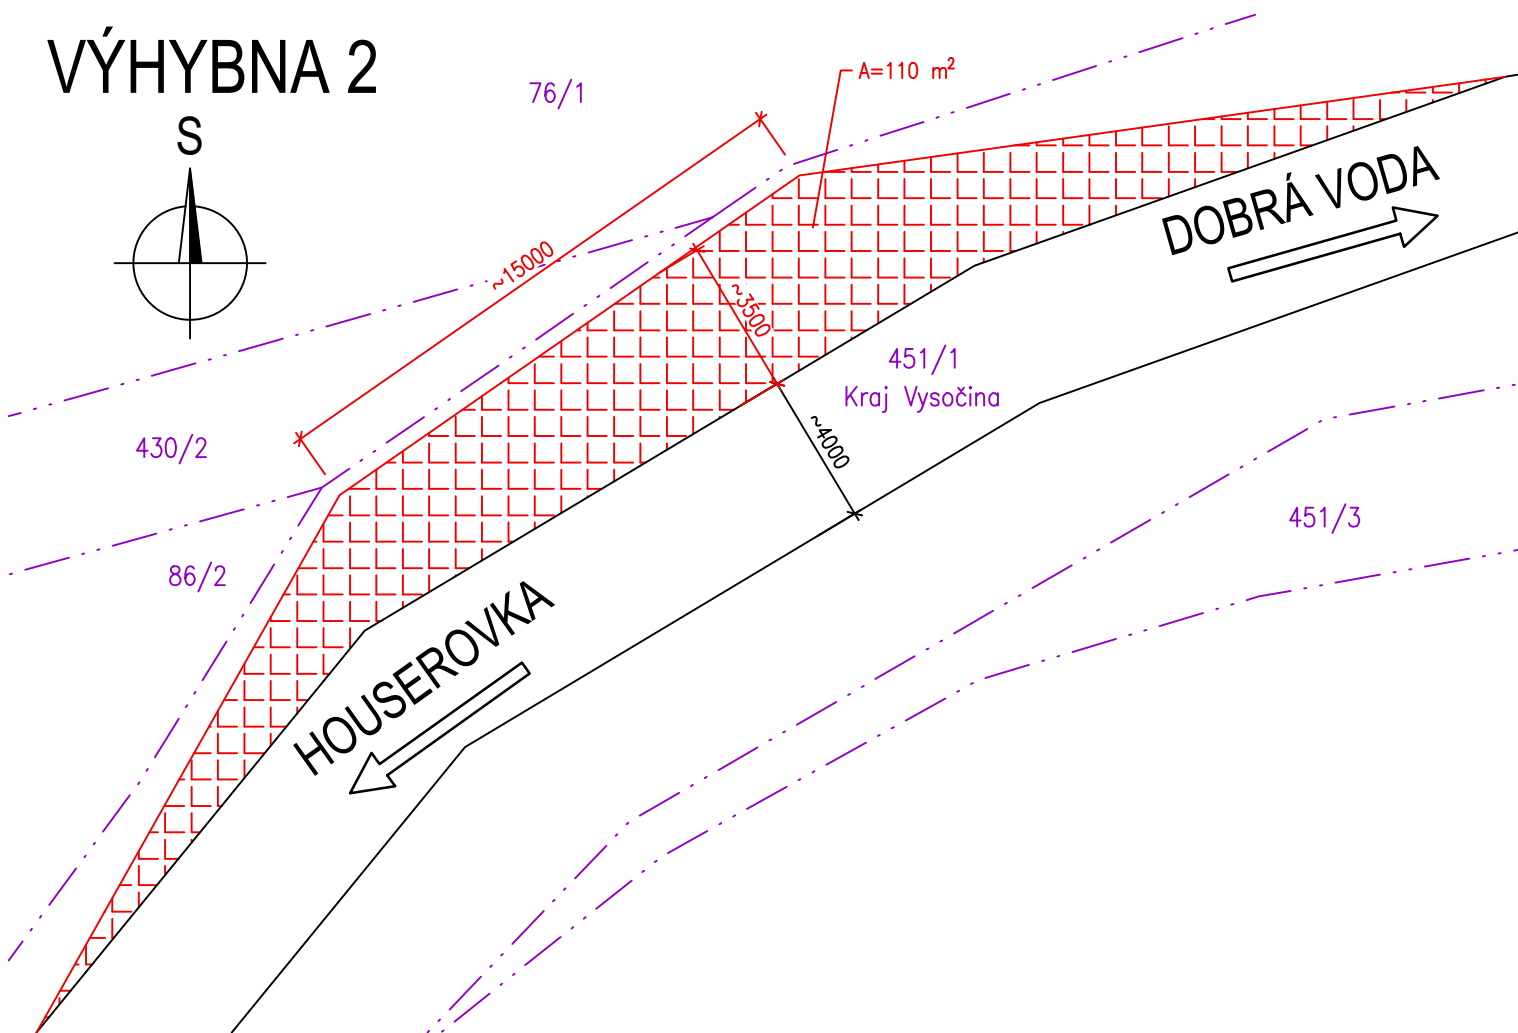 VÝHYBNA 2
S
76/1
A=110 m²
~15000
~3500
DOBRÁ VODA
451/1
Kraj Vysočina
~4000
430/2
86/2
451/3
HOUSEROVKA